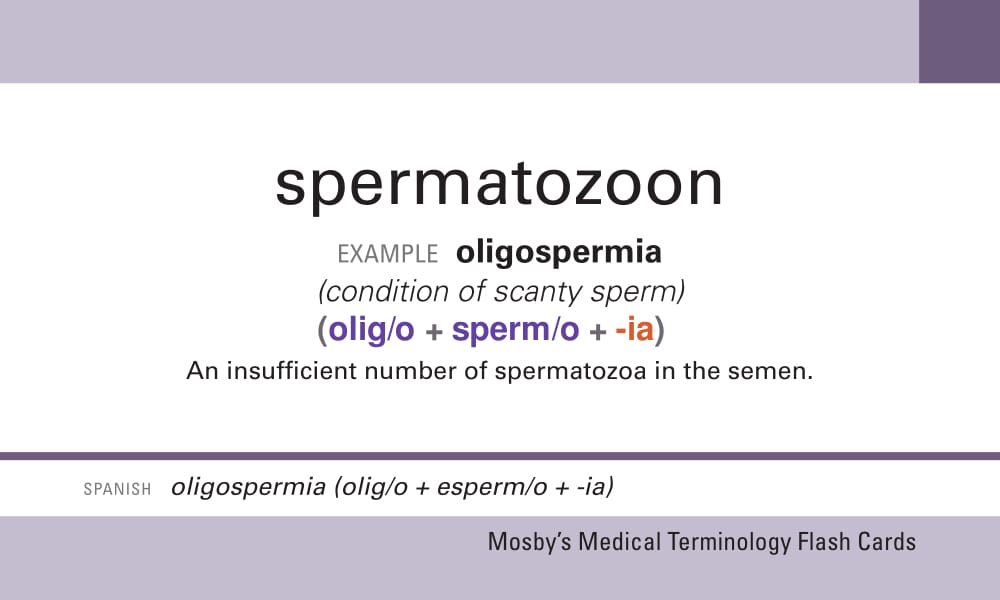 spermatozoon
EXAMPLE oligospermia
(condition of scanty sperm)
(olig/o + sperm/o + -ia)
An insufficient number of spermatozoa in the semen.
SPANISH oligospermia (olig/o + esperm/o + -ia)
Mosby's Medical Terminology Flash Cards